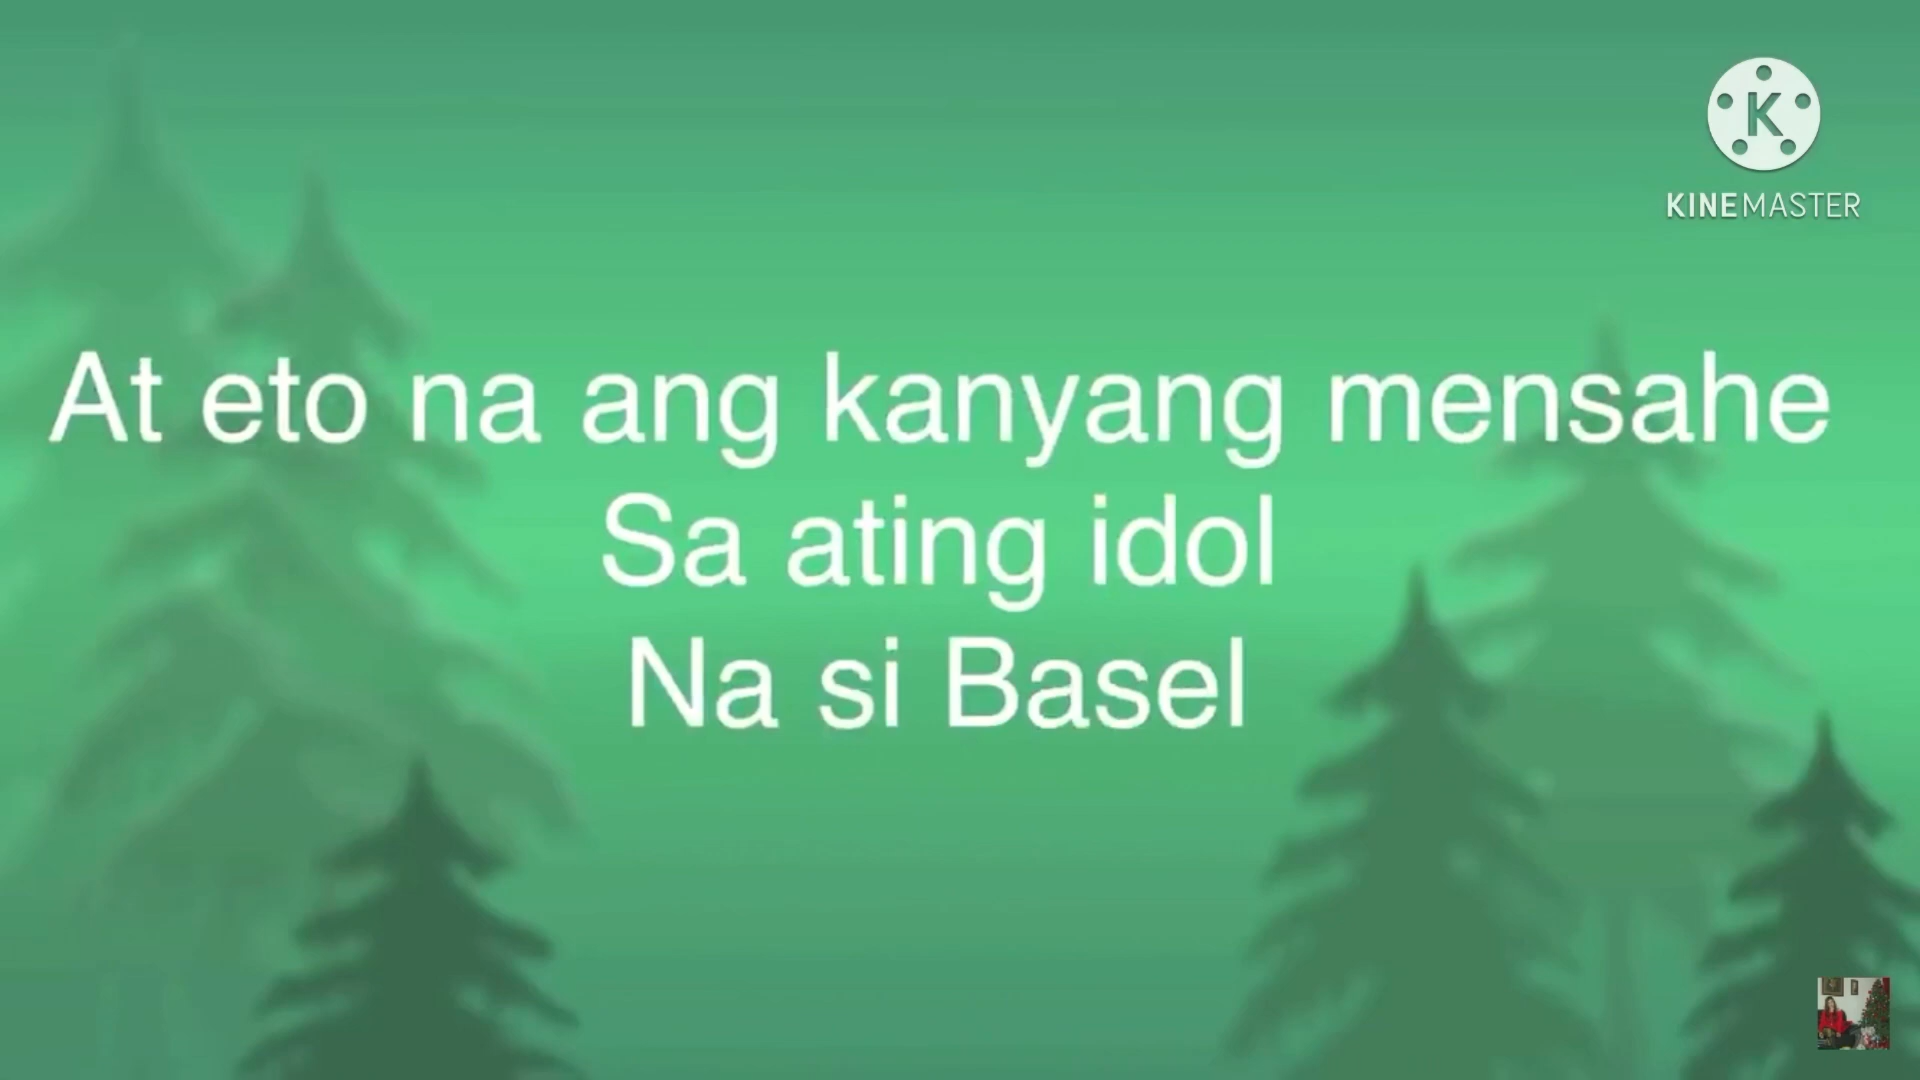 K
KINEMASTER
At eto na ang kanyang mensahe
Sa ating idol
Na si Basel